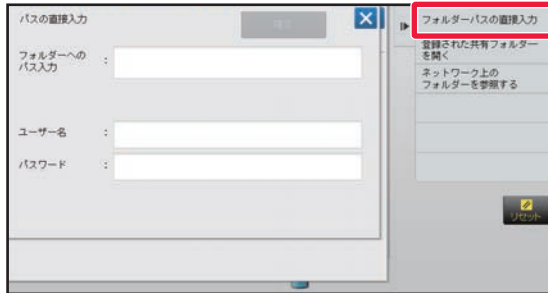 パスの直接入力
フォルダーへの
パス入力
:
ユーザー名 :
パスワード :
フォルダーパスの直接入力
登録された共有フォルダー
を開く
ネットワーク上の
フォルダーを参照する
リセット